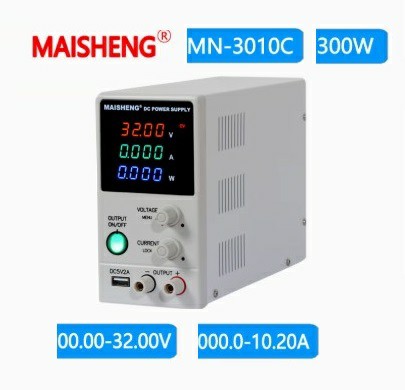 MAISHENG® MN-3010C 300W
MAISHENG® DC POWER SUPPLY
32.00 V
0.000 A
0.000 W
VOLTAGE
MENU
OUTPUT
ON/OFF
CURRENT
LOCK
DC5V2A
− OUTPUT +
00.00-32.00V 000.0-10.20A